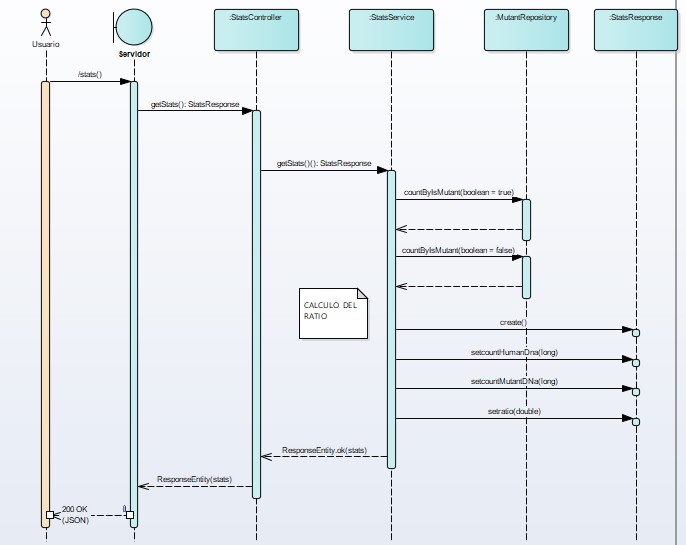 :StatsController
:StatsService
:MutantRepository
:StatsResponse
Usuario
Servidor
/stats()
getStats(): StatsResponse
getStats()(): StatsResponse
countByIsMutant(boolean = true)
countByIsMutant(boolean = false)
CALCULO DEL
RATIO
create()
setcountHumanDna(long)
setcountMutantDNa(long)
setratio(double)
ResponseEntity.ok(stats)
ResponseEntity(stats)
200 OK
(JSON)